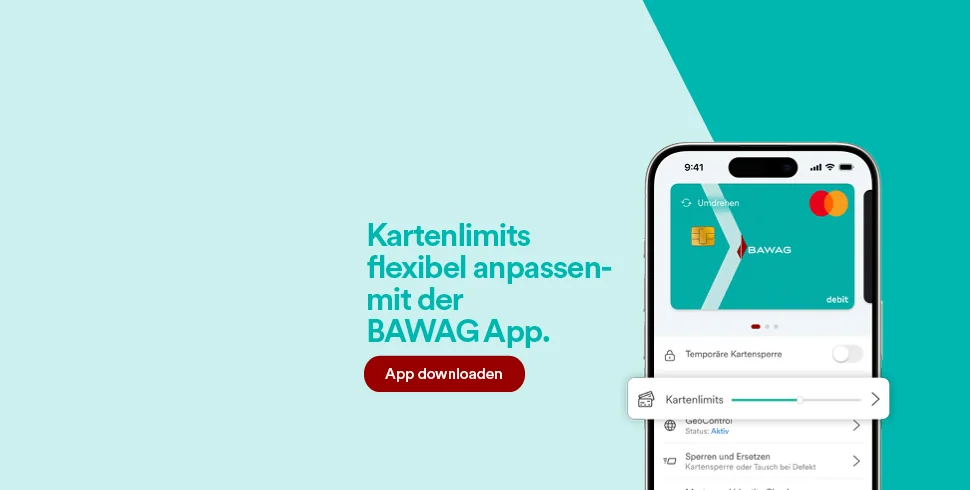 Kartenlimits
flexibel anpassen-
mit der
BAWAG App.
App downloaden
9:41
Umdrehen
BAWAG
debit
Temporäre Kartensperre
Kartenlimits
GeoControl
Status: Aktiv
Sperren und Ersetzen
Kartensperre oder Tausch bei Defekt